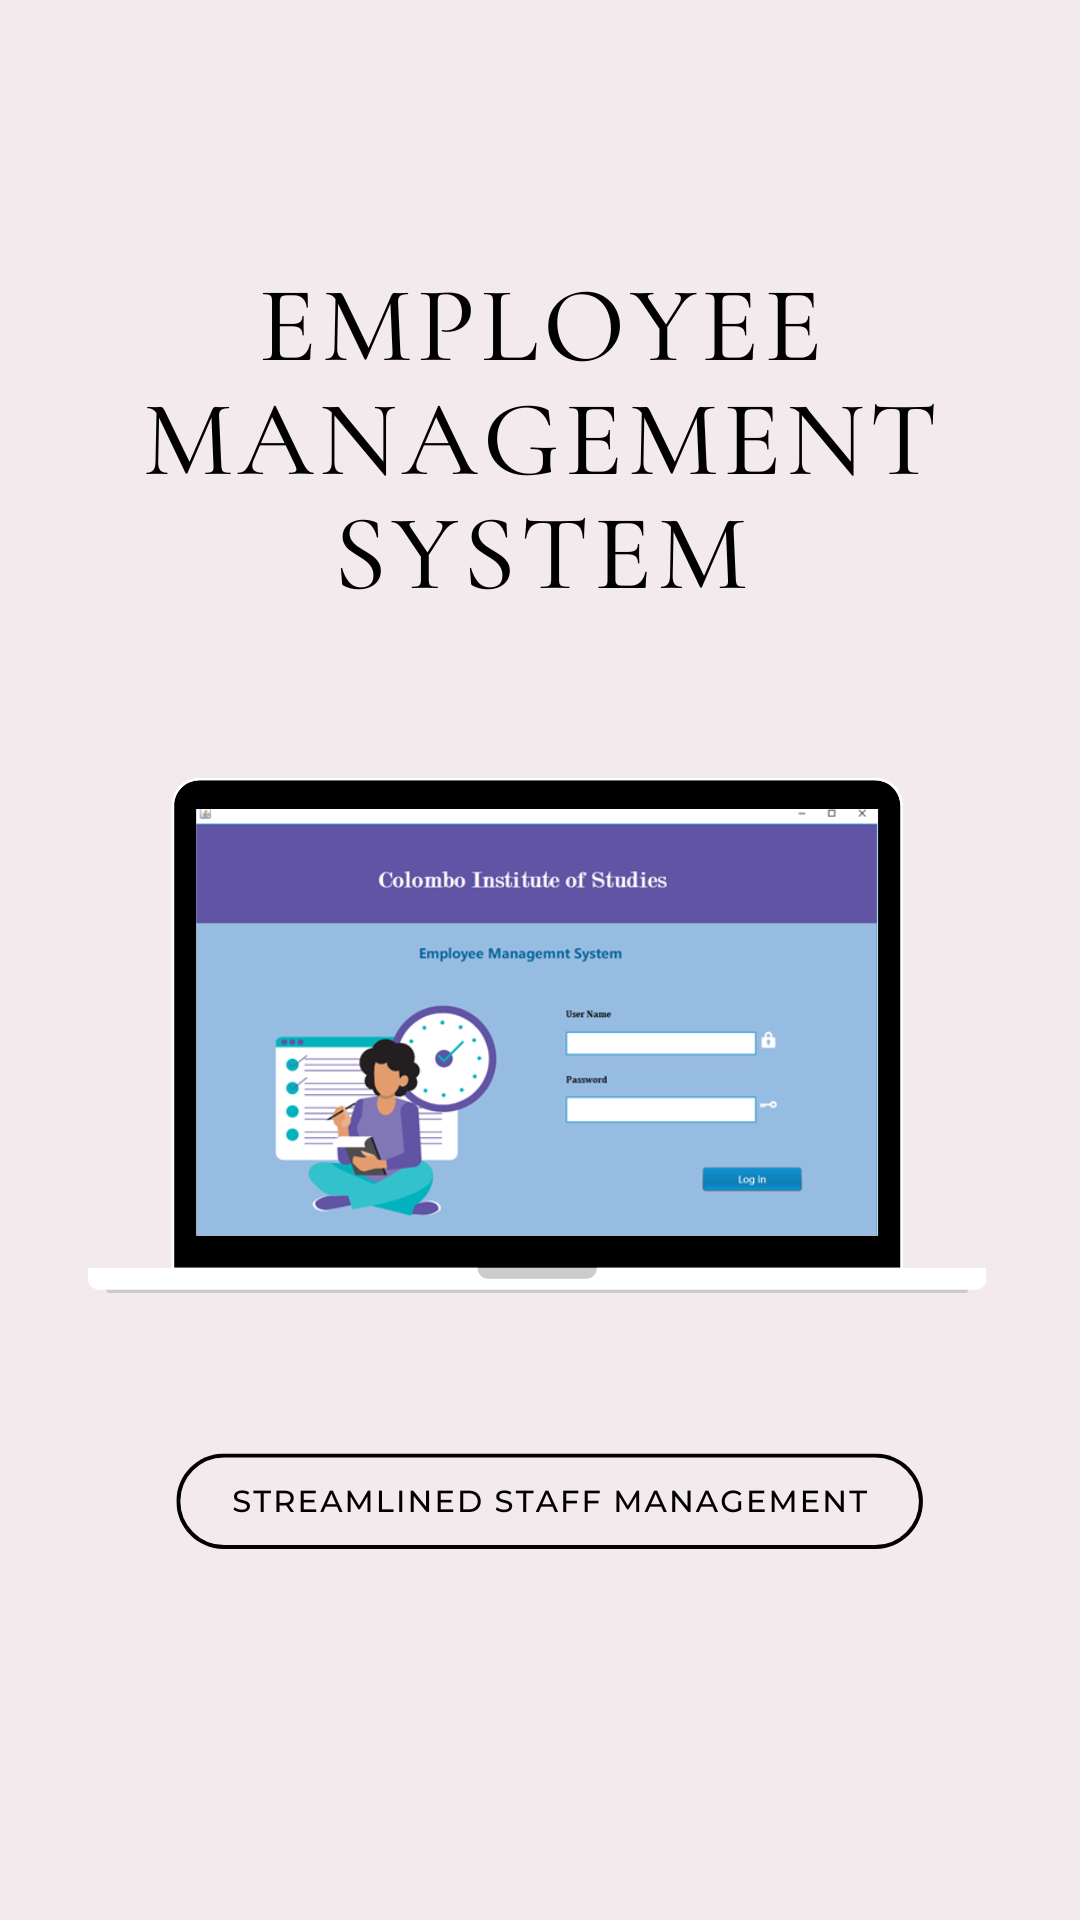 EMPLOYEE
MANAGEMENT
SYSTEM
Colombo Institute of Studies
Employee Managemnt System
User Name
Password
Log in
STREAMLINED STAFF MANAGEMENT